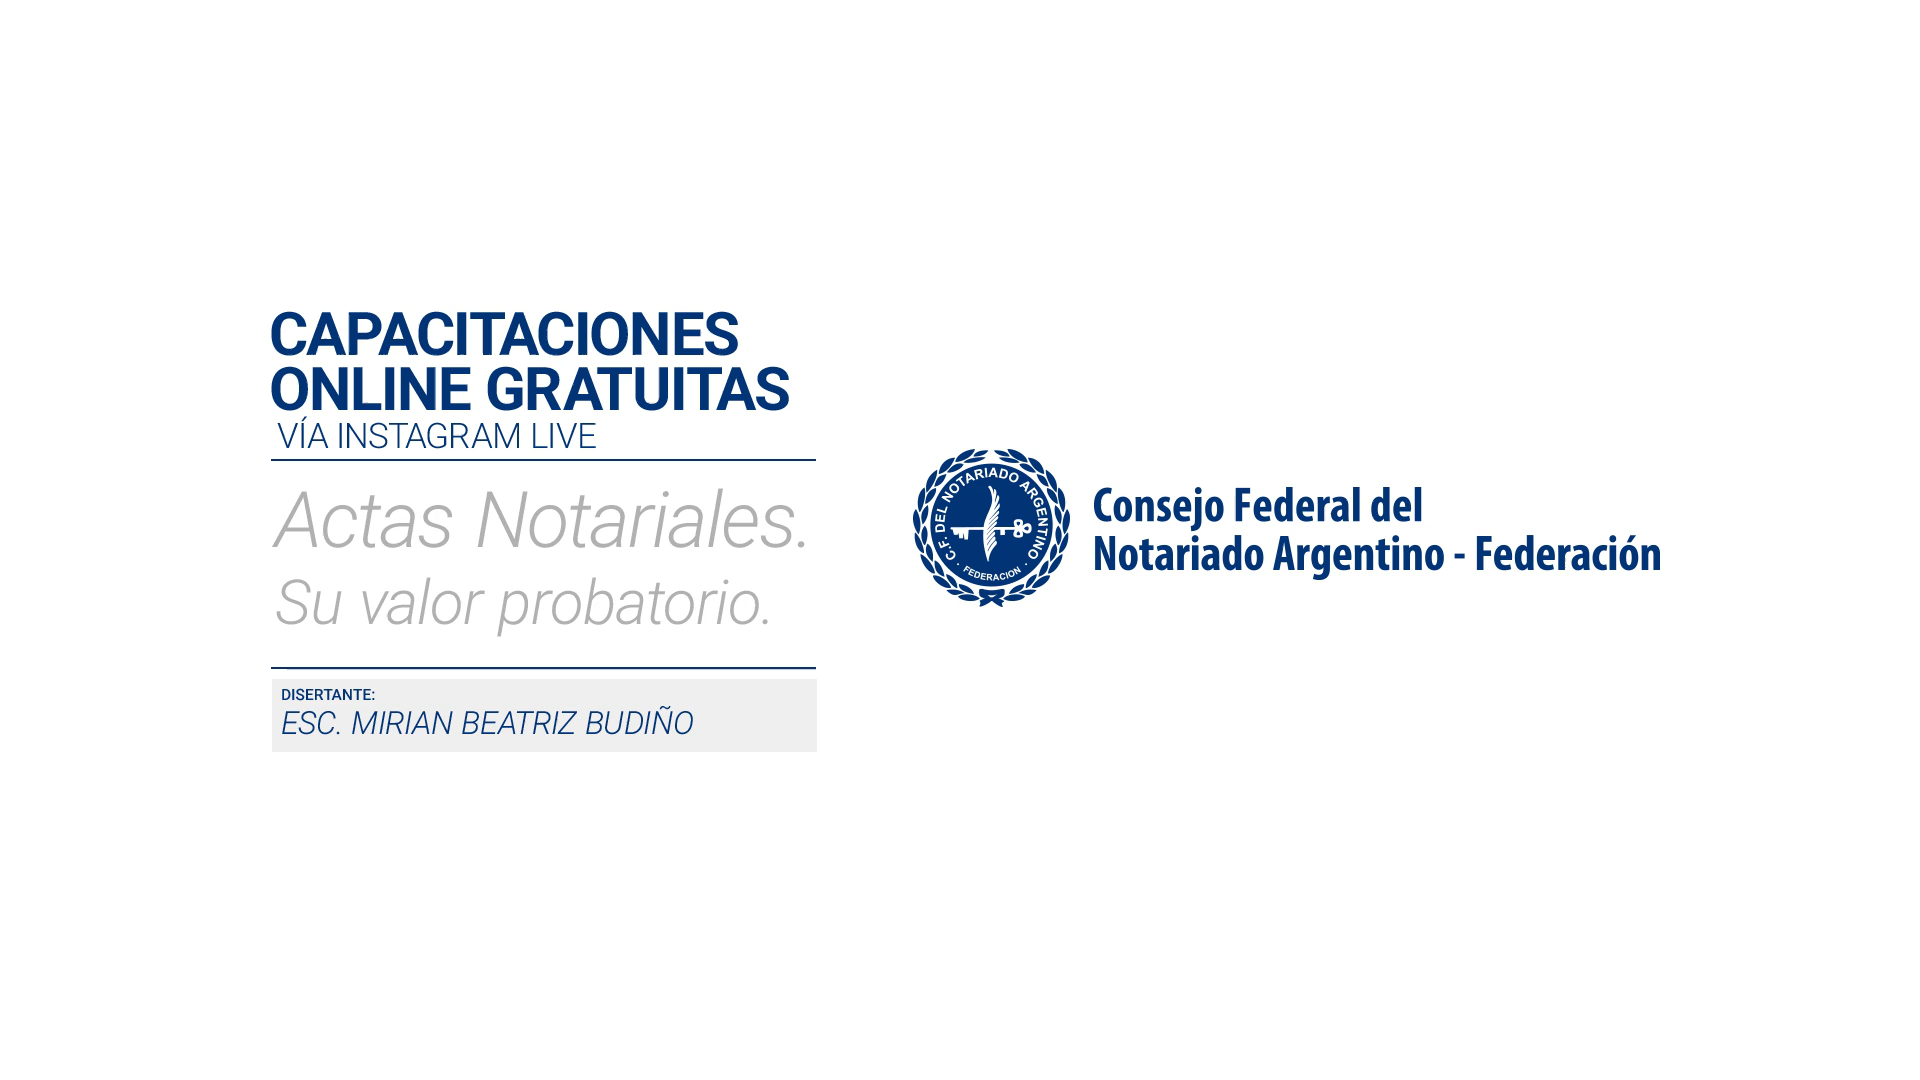 CAPACITACIONES
ONLINE GRATUITAS
VÍA INSTAGRAM LIVE
Actas Notariales.
Su valor probatorio.
DISERTANTE:
ESC. MIRIAN BEATRIZ BUDIÑO
C.F. DEL NOTARIADO ARGENTINO
· FEDERACION ·
Consejo Federal del
Notariado Argentino - Federación